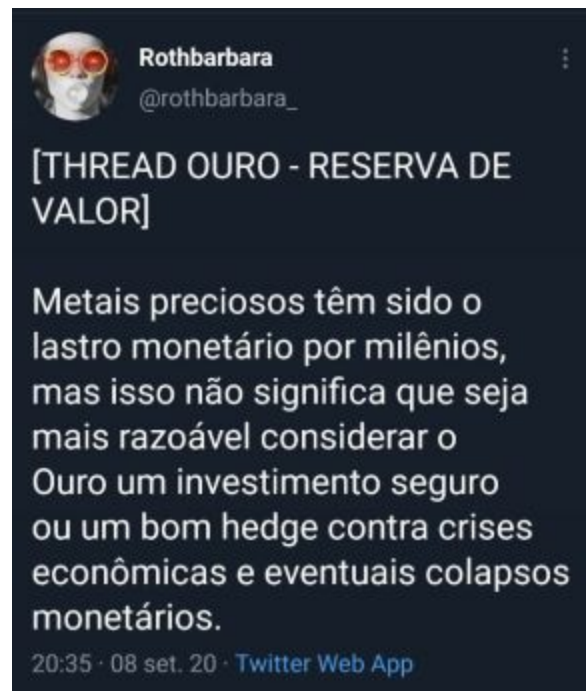 Rothbarbara
@rothbarbara_
[THREAD OURO - RESERVA DE
VALOR]
Metais preciosos têm sido o
lastro monetário por milênios,
mas isso não significa que seja
mais razoável considerar o
Ouro um investimento seguro
ou um bom hedge contra crises
econômicas e eventuais colapsos
monetários.
20:35 · 08 set. 20 · Twitter Web App